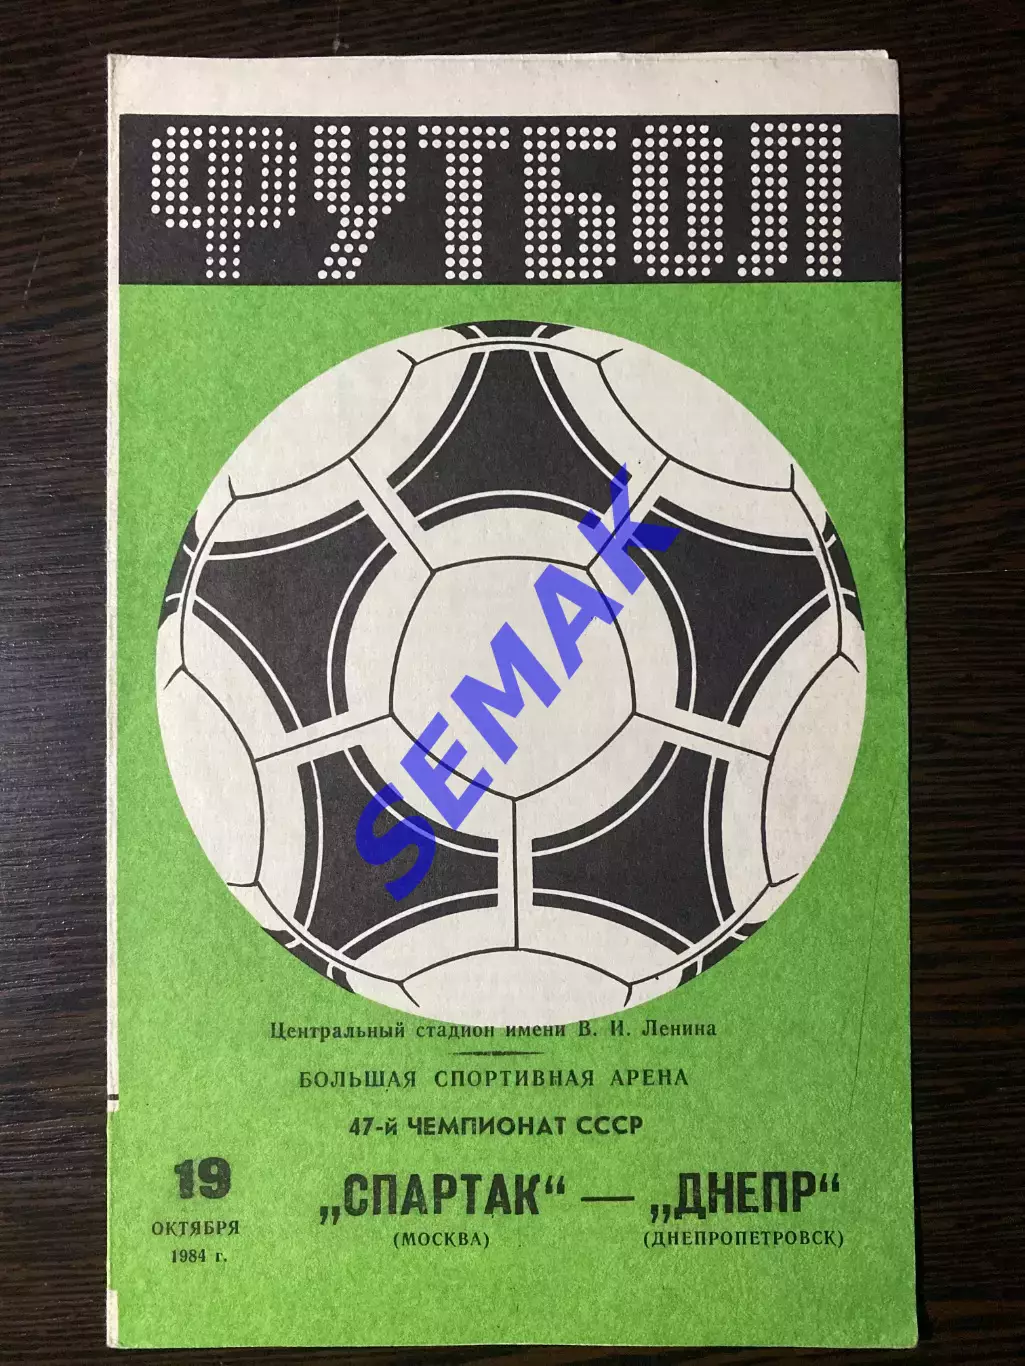 ФУТБОЛ
SEMAK
Центральный стадион имени В. И. Ленина
БОЛЬШАЯ СПОРТИВНАЯ АРЕНА
47-й ЧЕМПИОНАТ СССР
19 „СПАРТАК“ — „ДНЕПР“
ОКТЯБРЯ (МОСКВА) (ДНЕПРОПЕТРОВСК)
1984 г.